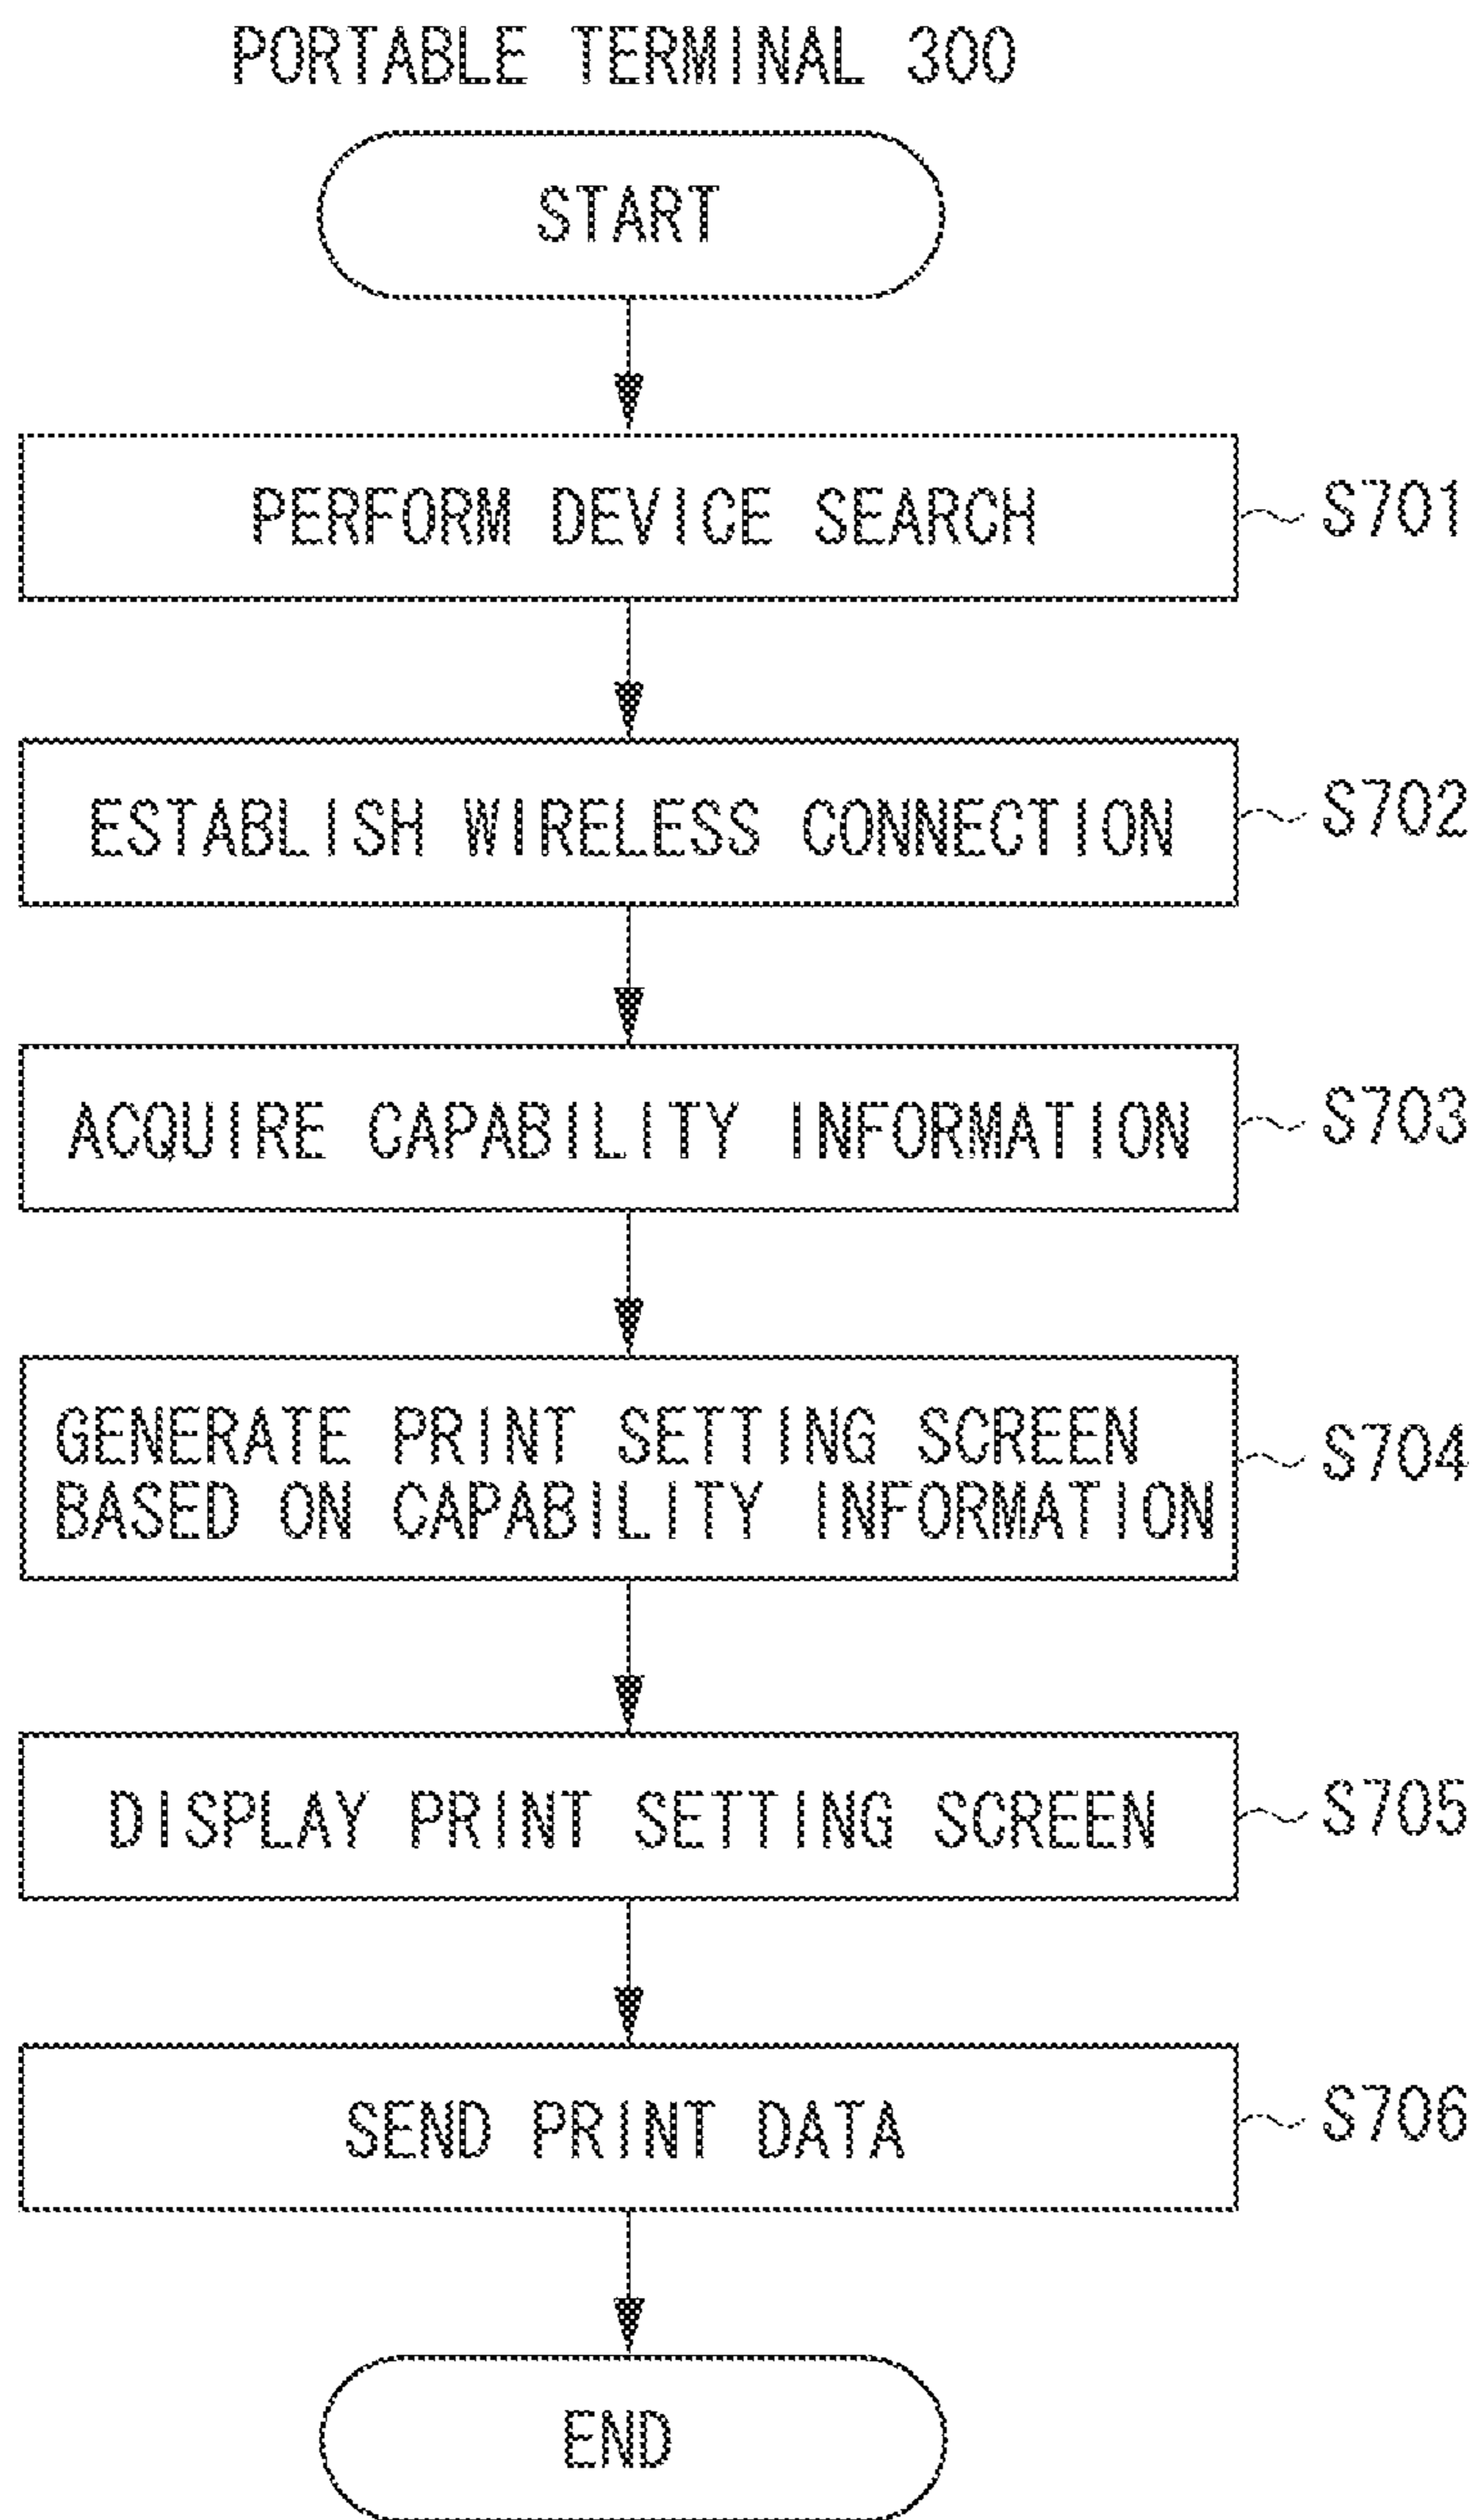 PORTABLE TERMINAL 300
START
PERFORM DEVICE SEARCH
S701
ESTABLISH WIRELESS CONNECTION
S702
ACQUIRE CAPABILITY INFORMATION
S703
GENERATE PRINT SETTING SCREEN
BASED ON CAPABILITY INFORMATION
S704
DISPLAY PRINT SETTING SCREEN
S705
SEND PRINT DATA
S706
END